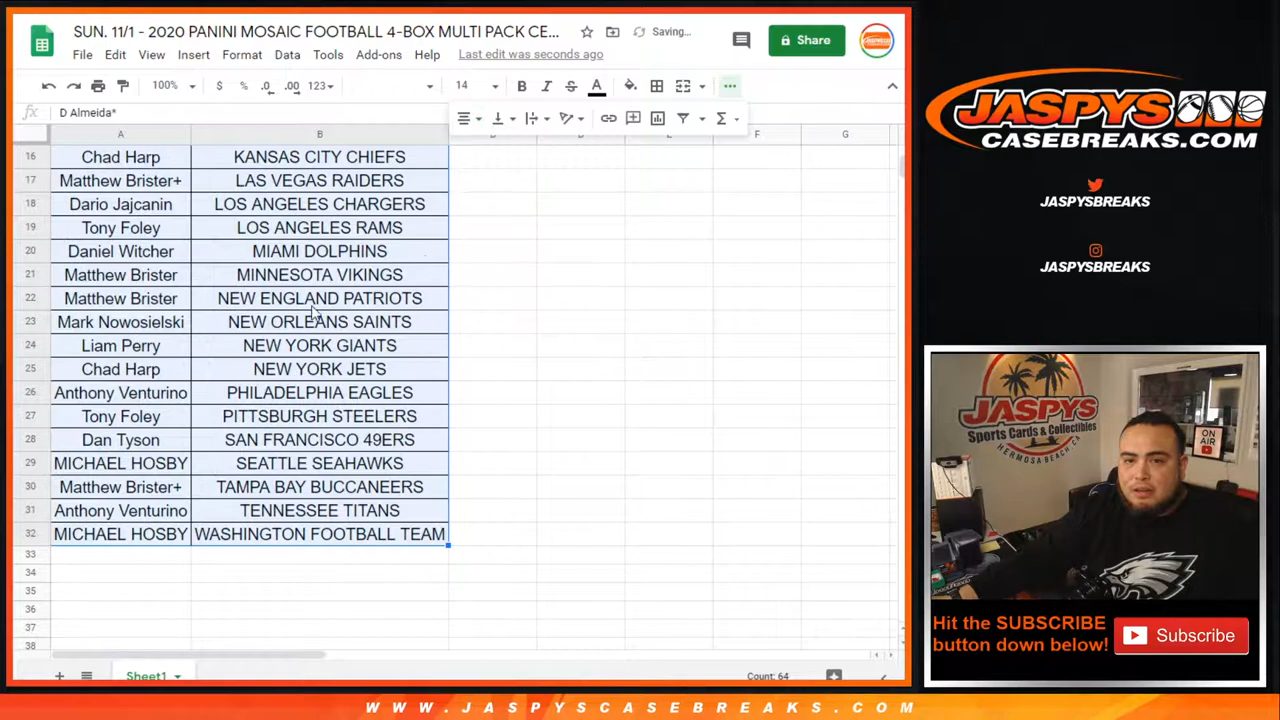 SUN. 11/1 - 2020 PANINI MOSAIC FOOTBALL 4-BOX MULTI PACK CE...
Saving...
Share
File Edit View Insert Format Data Tools Add-ons Help Last edit was seconds ago
100% $ % .0 .00 123 14 B I S A
fx D Almeida*
A B D E F G
16 Chad Harp KANSAS CITY CHIEFS
17 Matthew Brister+ LAS VEGAS RAIDERS
18 Dario Jajcanin LOS ANGELES CHARGERS
19 Tony Foley LOS ANGELES RAMS
20 Daniel Witcher MIAMI DOLPHINS
21 Matthew Brister MINNESOTA VIKINGS
22 Matthew Brister NEW ENGLAND PATRIOTS
23 Mark Nowosielski NEW ORLEANS SAINTS
24 Liam Perry NEW YORK GIANTS
25 Chad Harp NEW YORK JETS
26 Anthony Venturino PHILADELPHIA EAGLES
27 Tony Foley PITTSBURGH STEELERS
28 Dan Tyson SAN FRANCISCO 49ERS
29 MICHAEL HOSBY SEATTLE SEAHAWKS
30 Matthew Brister+ TAMPA BAY BUCCANEERS
31 Anthony Venturino TENNESSEE TITANS
32 MICHAEL HOSBY WASHINGTON FOOTBALL TEAM
33
34
35
36
37
38
Sheet1
Count: 64
JASPYS
CASEBREAKS.COM
JASPYSBREAKS
JASPYSBREAKS
JASPYS
Sports Cards & Collectibles
HERMOSA BEACH, CA
ON AIR
Hit the SUBSCRIBE
button down below!
Subscribe
WWW.JASPYSCASEBREAKS.COM